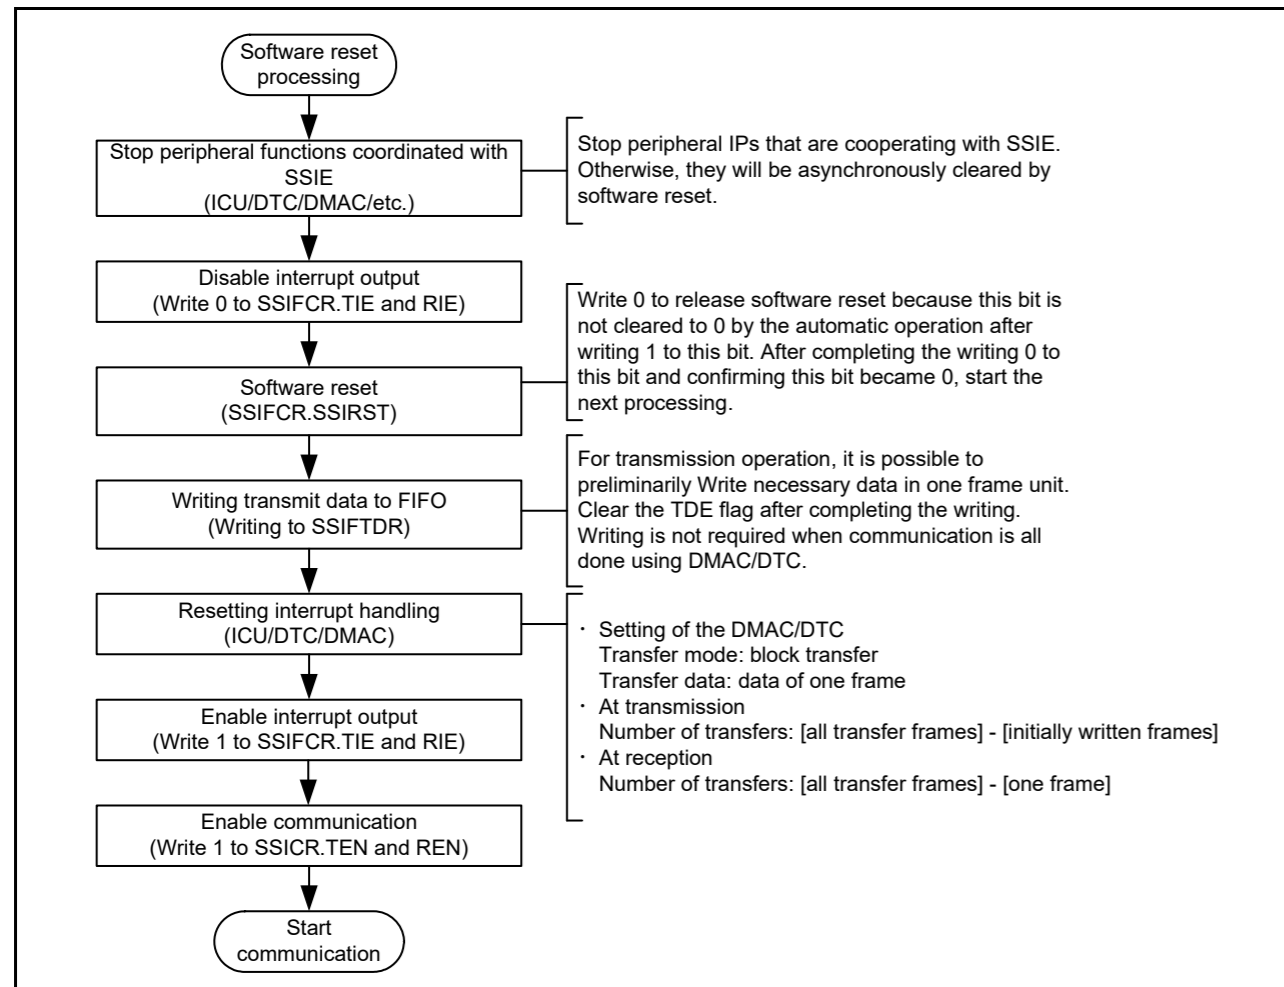 Software reset
processing
Stop peripheral functions coordinated with
SSIE
(ICU/DTC/DMAC/etc.)
Stop peripheral IPs that are cooperating with SSIE.
Otherwise, they will be asynchronously cleared by
software reset.
Disable interrupt output
(Write 0 to SSIFCR.TIE and RIE)
Software reset
(SSIFCR.SSIRST)
Write 0 to release software reset because this bit is
not cleared to 0 by the automatic operation after
writing 1 to this bit. After completing the writing 0 to
this bit and confirming this bit became 0, start the
next processing.
Writing transmit data to FIFO
(Writing to SSIFTDR)
For transmission operation, it is possible to
preliminarily Write necessary data in one frame unit.
Clear the TDE flag after completing the writing.
Writing is not required when communication is all
done using DMAC/DTC.
Resetting interrupt handling
(ICU/DTC/DMAC)
・ Setting of the DMAC/DTC
Transfer mode: block transfer
Transfer data: data of one frame
・ At transmission
Number of transfers: [all transfer frames] - [initially written frames]
・ At reception
Number of transfers: [all transfer frames] - [one frame]
Enable interrupt output
(Write 1 to SSIFCR.TIE and RIE)
Enable communication
(Write 1 to SSICR.TEN and REN)
Start
communication